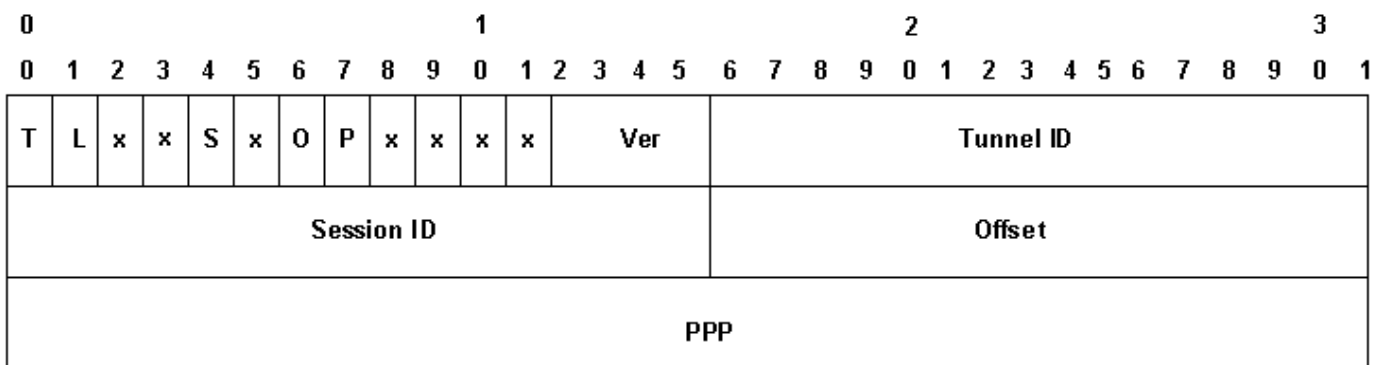 0 1 2 3
0 1 2 3 4 5 6 7 8 9 0 1 2 3 4 5 6 7 8 9 0 1 2 3 4 5 6 7 8 9 0 1
T L x x S x O P x x x x Ver Tunnel ID
Session ID Offset
PPP